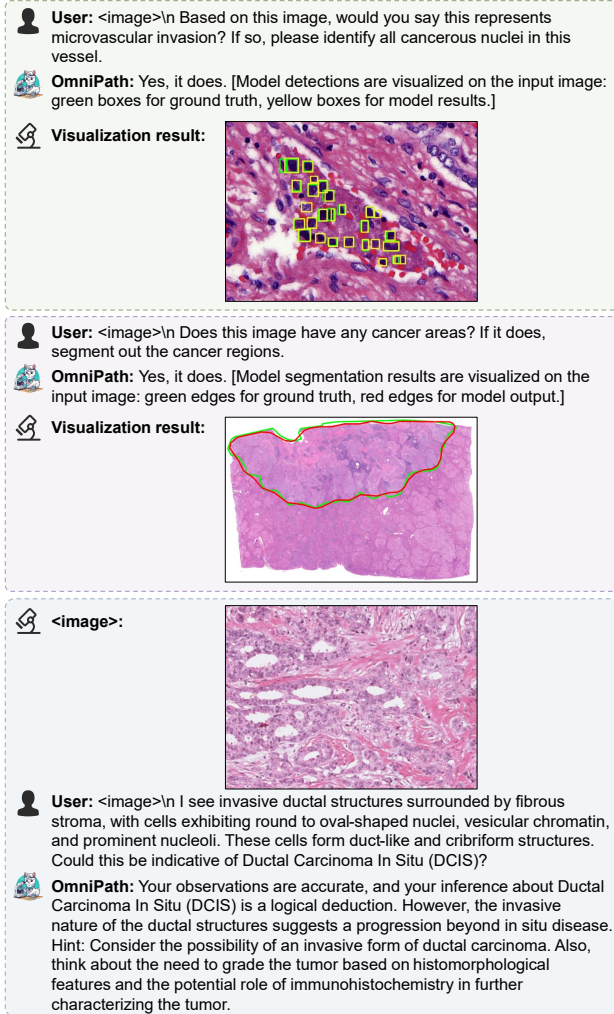 User: <image>\n Based on this image, would you say this represents
microvascular invasion? If so, please identify all cancerous nuclei in this
vessel.
OmniPath: Yes, it does. [Model detections are visualized on the input image:
green boxes for ground truth, yellow boxes for model results.]
Visualization result:
User: <image>\n Does this image have any cancer areas? If it does,
segment out the cancer regions.
OmniPath: Yes, it does. [Model segmentation results are visualized on the
input image: green edges for ground truth, red edges for model output.]
Visualization result:
<image>:
User: <image>\n I see invasive ductal structures surrounded by fibrous
stroma, with cells exhibiting round to oval-shaped nuclei, vesicular chromatin,
and prominent nucleoli. These cells form duct-like and cribriform structures.
Could this be indicative of Ductal Carcinoma In Situ (DCIS)?
OmniPath: Your observations are accurate, and your inference about Ductal
Carcinoma In Situ (DCIS) is a logical deduction. However, the invasive
nature of the ductal structures suggests a progression beyond in situ disease.
Hint: Consider the possibility of an invasive form of ductal carcinoma. Also,
think about the need to grade the tumor based on histomorphological
features and the potential role of immunohistochemistry in further
characterizing the tumor.